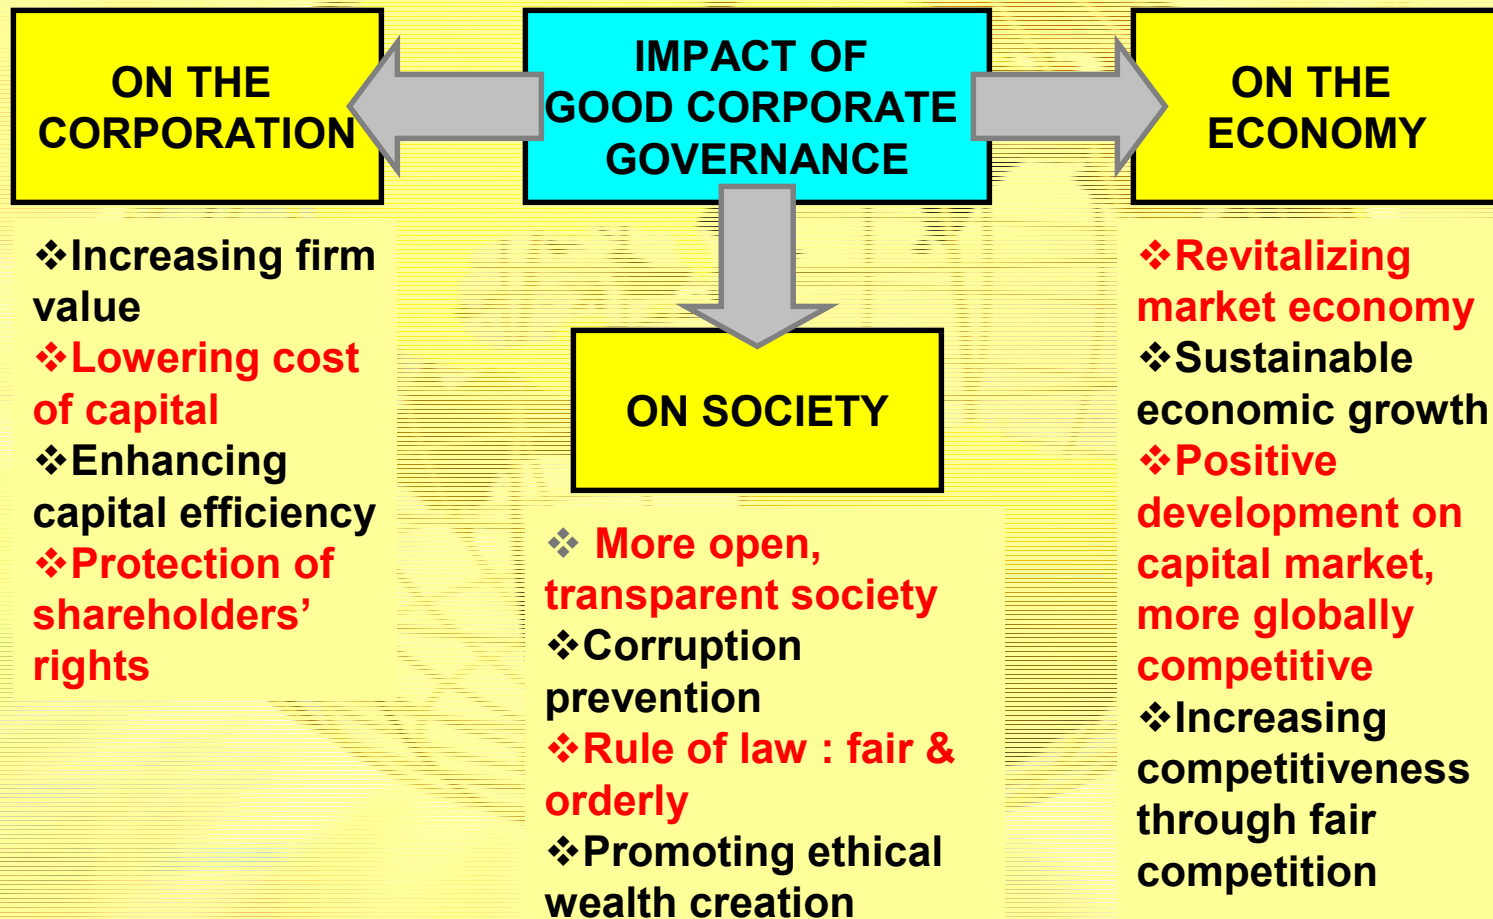 ON THE
CORPORATION
IMPACT OF
GOOD CORPORATE
GOVERNANCE
ON THE
ECONOMY
❖Increasing firm
value
❖Lowering cost
of capital
❖Enhancing
capital efficiency
❖Protection of
shareholders’
rights
ON SOCIETY
❖ More open,
transparent society
❖Corruption
prevention
❖Rule of law : fair &
orderly
❖Promoting ethical
wealth creation
❖Revitalizing
market economy
❖Sustainable
economic growth
❖Positive
development on
capital market,
more globally
competitive
❖Increasing
competitiveness
through fair
competition